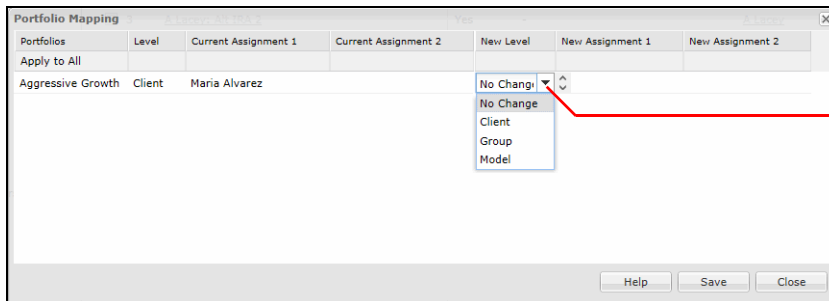 Portfolio Mapping
Yes
Portfolios Level Current Assignment 1 Current Assignment 2 New Level New Assignment 1 New Assignment 2
Apply to All
Aggressive Growth Client Maria Alvarez No Chang
No Change
Client
Group
Model
Help Save Close